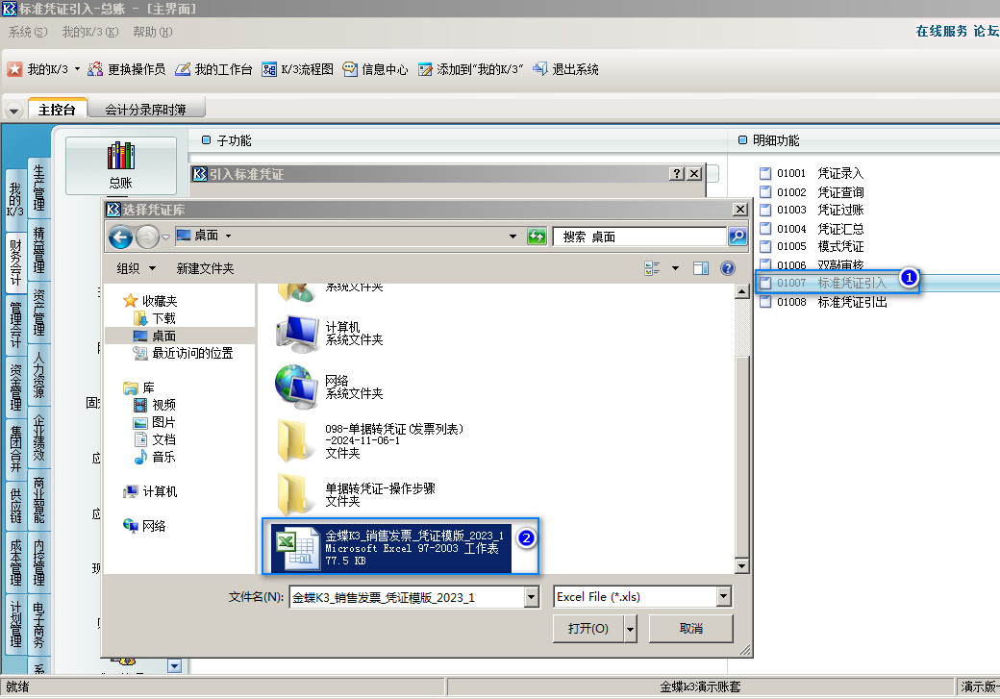 标准凭证引入-总账 - [主界面]
系统(S) 我的K/3(K) 帮助(H)
在线服务 论坛
我的K/3 更换操作员 我的工作台 K/3流程图 信息中心 添加到“我的K/3” 退出系统
主控台 会计分录序时簿
我的K/3
财务会计
管理会计
资金管理
集团合并
供应链
成本管理
计划管理
生产管理
精益管理
资产管理
人力资源
企业绩效
商业智能
内控管理
电子商务
系
总账
固
应
应
现
子功能
明细功能
01001 凭证录入
01002 凭证查询
01003 凭证过账
01004 凭证汇总
01005 模式凭证
01006 双敲审核
01007 标准凭证引入
1
01008 标准凭证引出
引入标准凭证
选择凭证库
桌面
搜索 桌面
组织 新建文件夹
收藏夹
下载
桌面
最近访问的位置
库
视频
图片
文档
音乐
计算机
网络
系统文件夹
计算机
系统文件夹
网络
系统文件夹
098-单据转凭证(发票列表)
-2024-11-06-1
文件夹
单据转凭证-操作步骤
文件夹
金蝶K3_销售发票_凭证模版_2023_1
Microsoft Excel 97-2003 工作表
77.5 KB
2
文件名(N): 金蝶K3_销售发票_凭证模版_2023_1 Excel File (*.xls)
打开(O) 取消
就绪 金蝶k3演示账套 演示版-